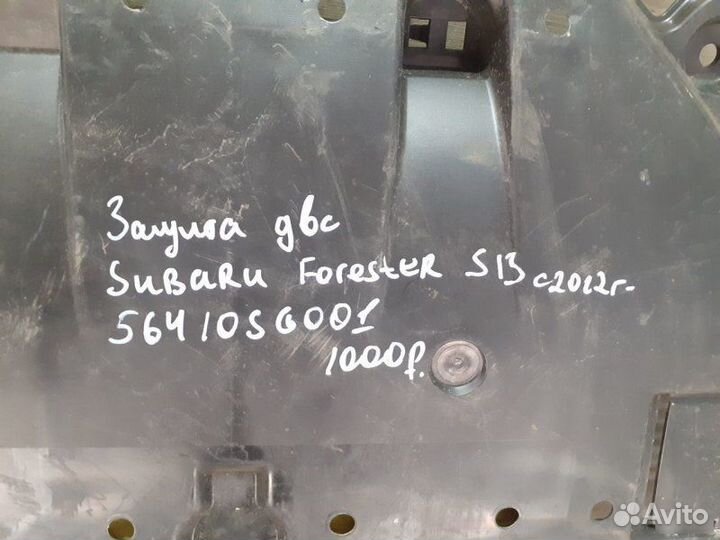 Защита двс
SUBARU FORESTER S13 с2012г.
56410SG001
1000р.
Avito